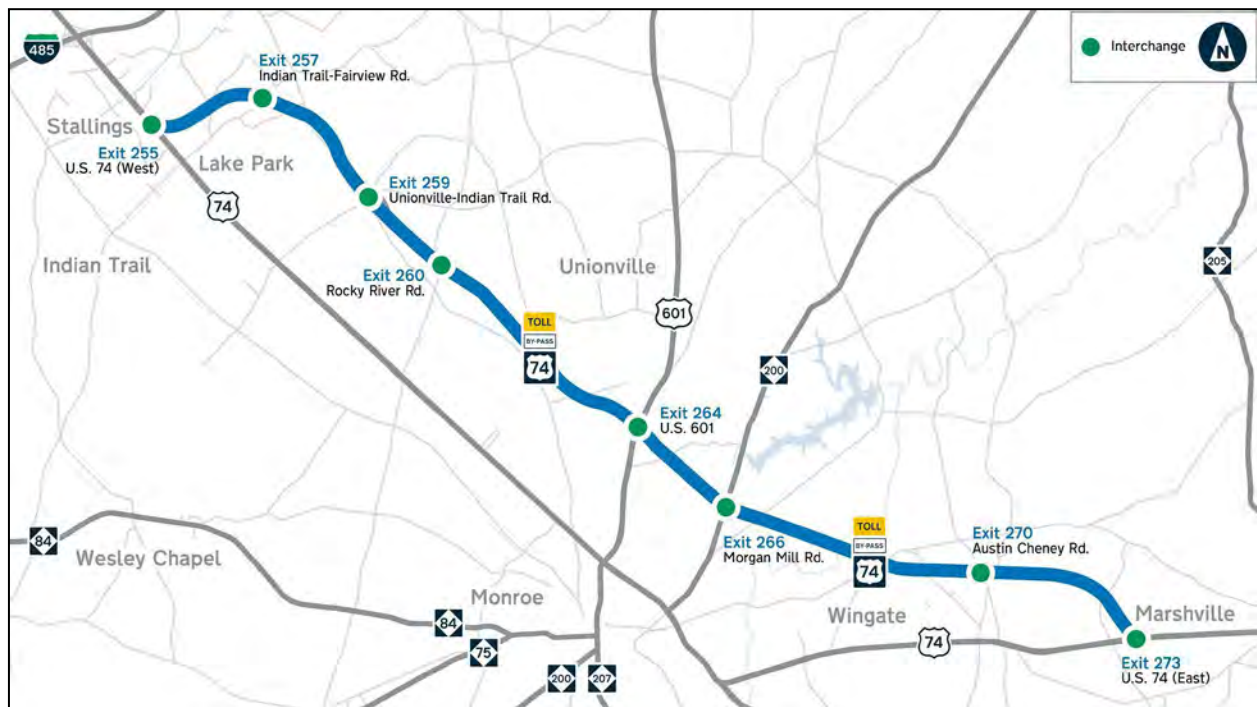 485
Exit 257
Indian Trail-Fairview Rd.
Interchange
N
Stallings
Exit 255
U.S. 74 (West)
Lake Park
74
Exit 259
Unionville-Indian Trail Rd.
Indian Trail
Exit 260
Rocky River Rd.
Unionville
205
601
TOLL
BY-PASS
74
200
Exit 264
U.S. 601
84
Wesley Chapel
Exit 266
Morgan Mill Rd.
TOLL
BY-PASS
74
Exit 270
Austin Cheney Rd.
Monroe
84
75
200
207
Wingate
74
Marshville
Exit 273
U.S. 74 (East)